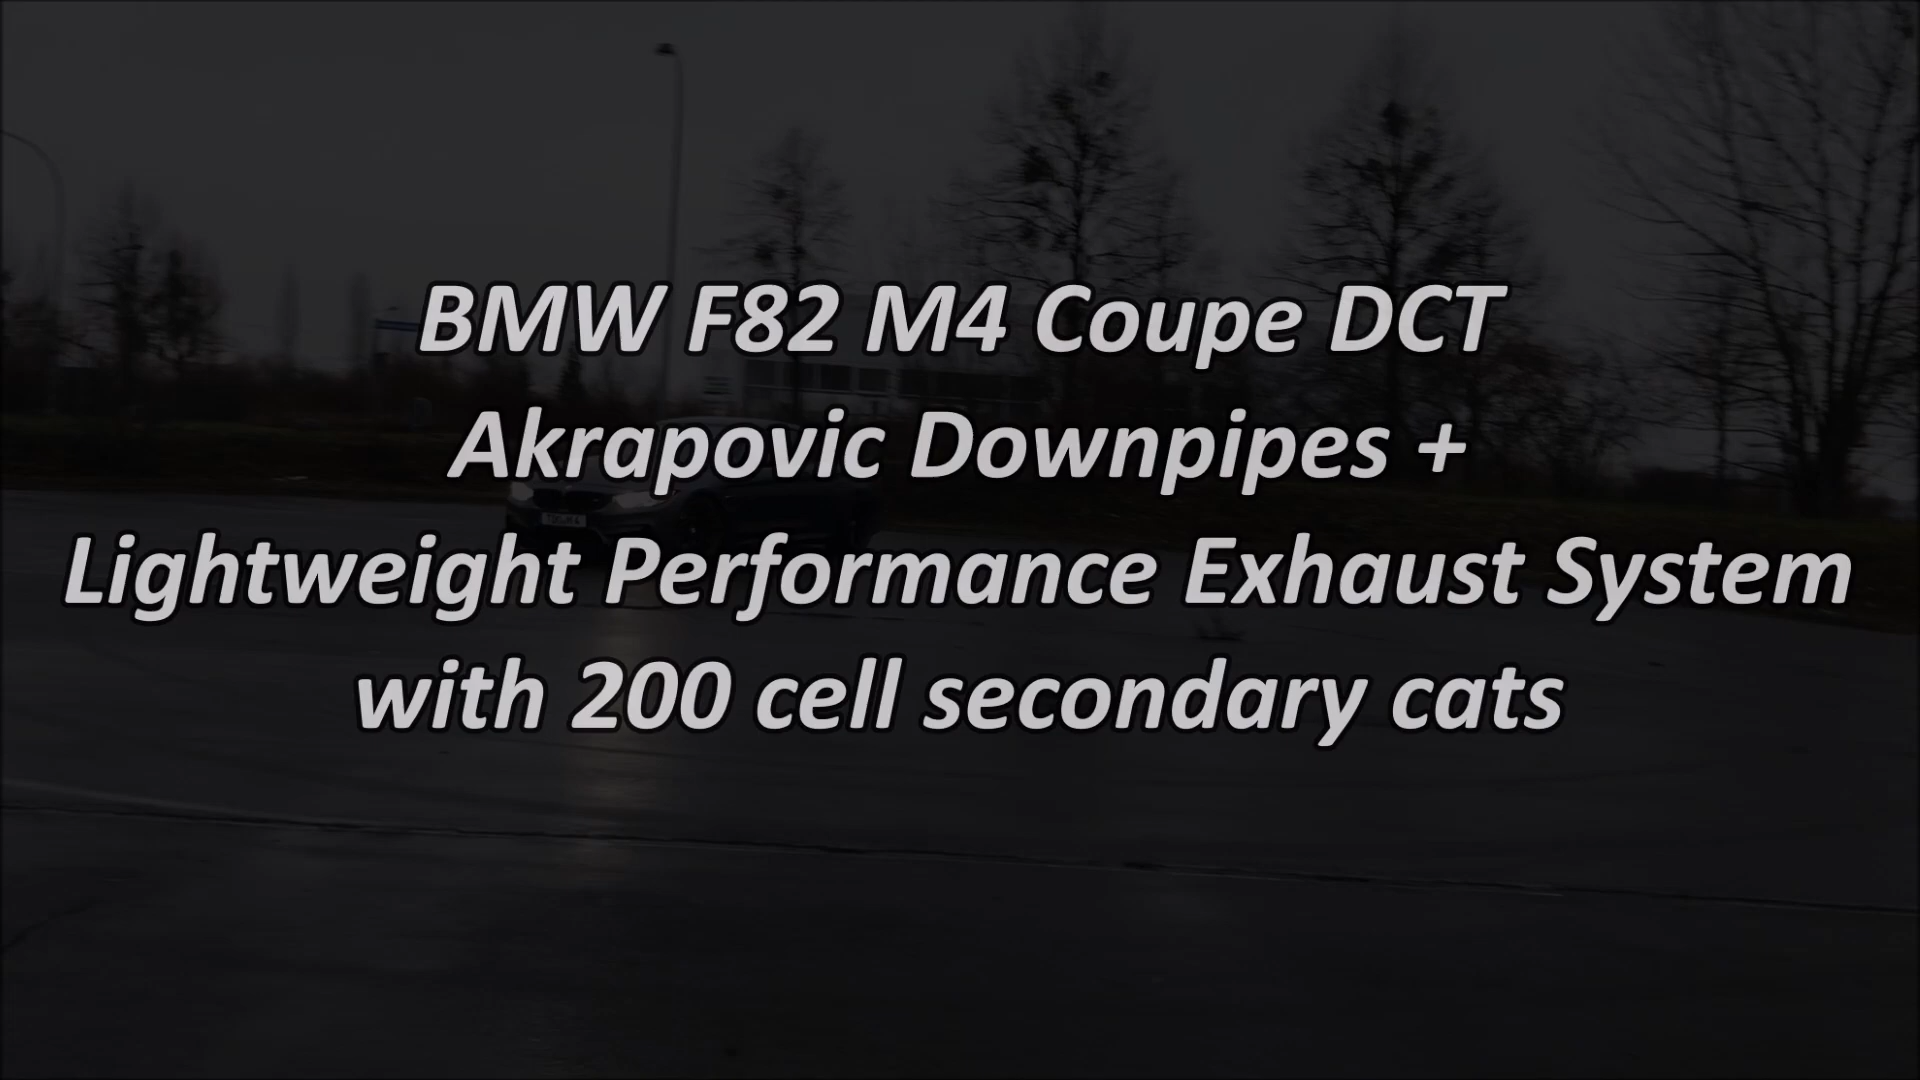 BMW F82 M4 Coupe DCT
Akrapovic Downpipes +
Lightweight Performance Exhaust System
with 200 cell secondary cats